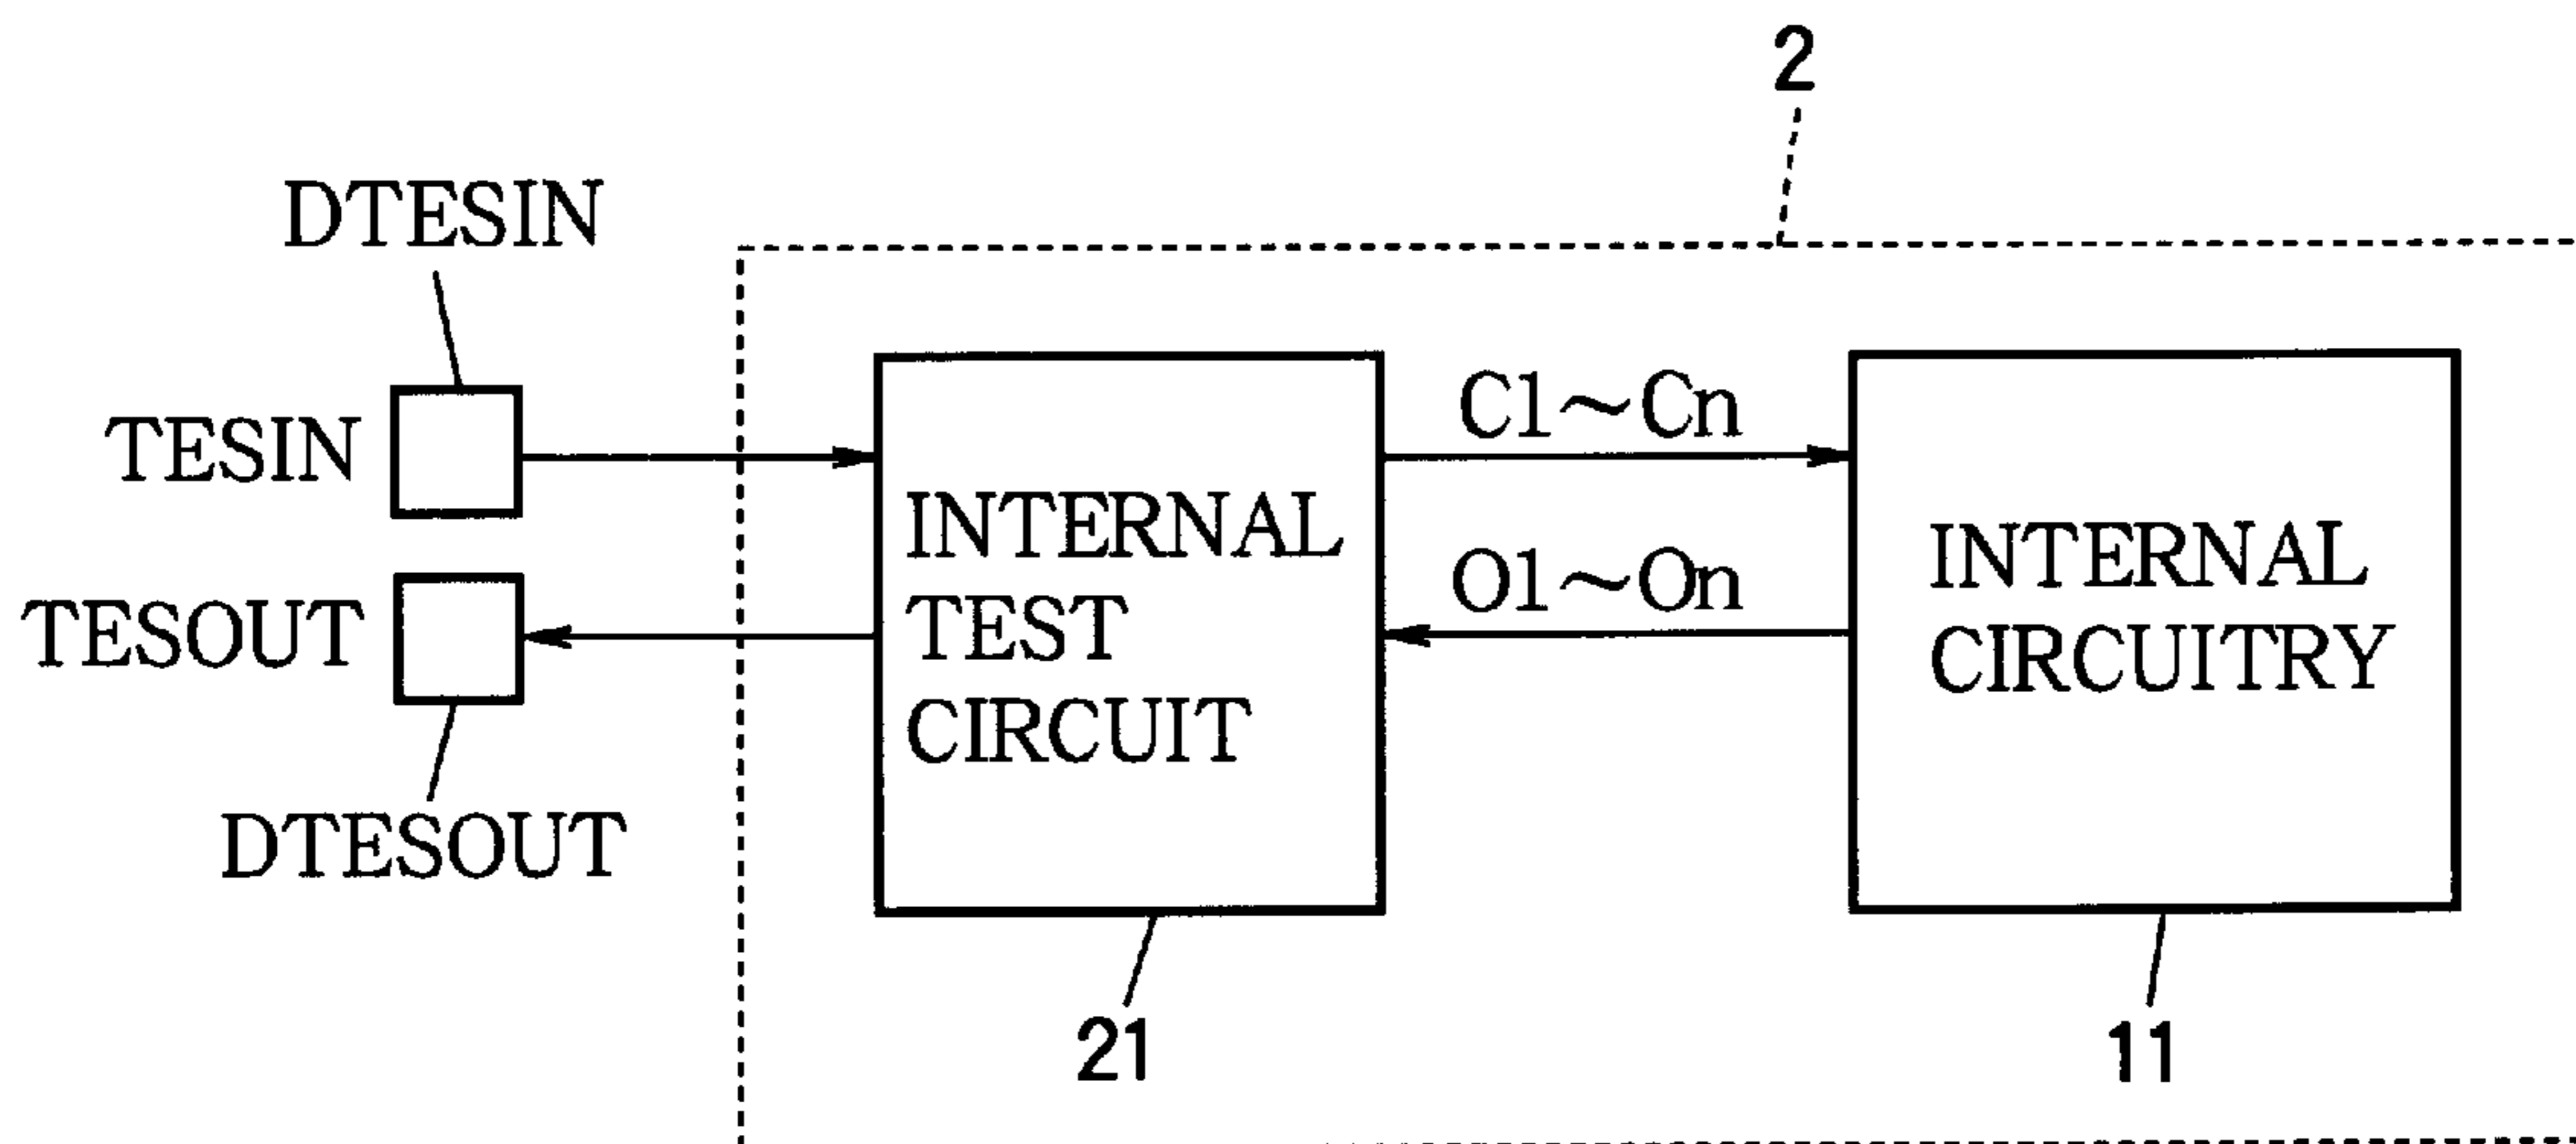 2
DTESIN
TESIN
C1~Cn
INTERNAL
TEST
CIRCUIT
O1~On
INTERNAL
CIRCUITRY
TESOUT
DTESOUT
21
11